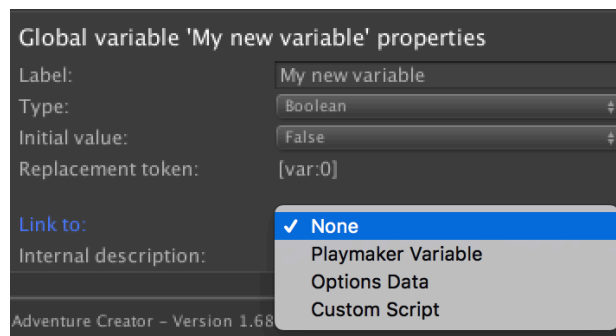 Global variable 'My new variable' properties
Label: My new variable
Type: Boolean
Initial value: False
Replacement token: [var:0]
Link to: ✓ None
Internal description: Playmaker Variable
Options Data
Adventure Creator – Version 1.68 Custom Script